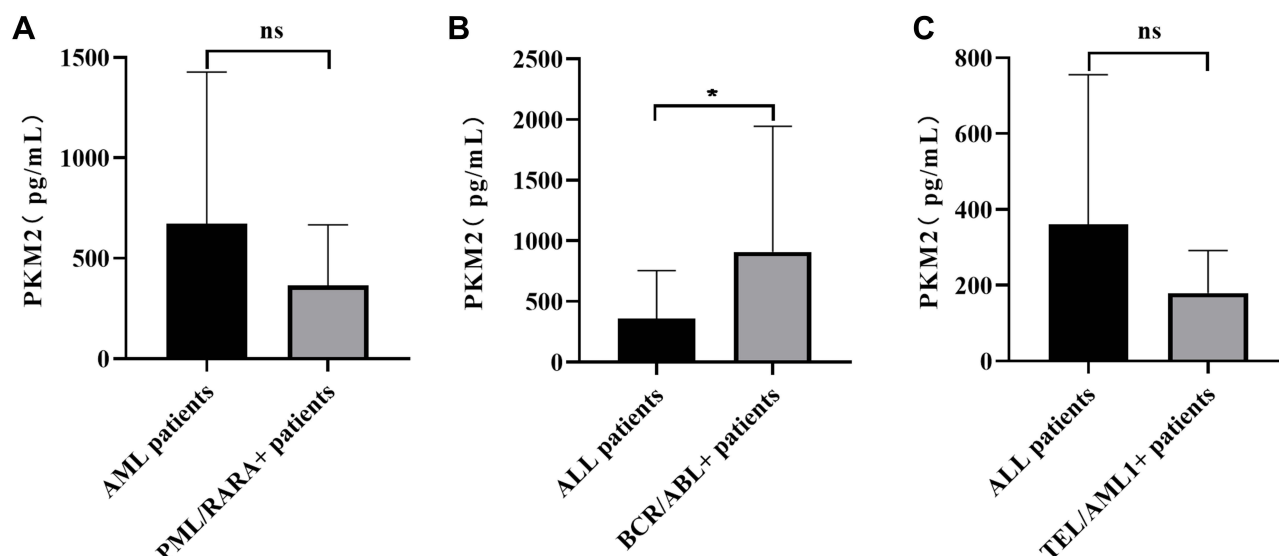 A
ns
PKM2( pg/mL)
1500
1000
500
0
AML patients
PML/RARA+ patients
B
*
PKM2( pg/mL)
2500
2000
1500
1000
500
0
ALL patients
BCR/ABL+ patients
C
ns
PKM2( pg/mL)
800
600
400
200
0
ALL patients
TEL/AML1+ patients